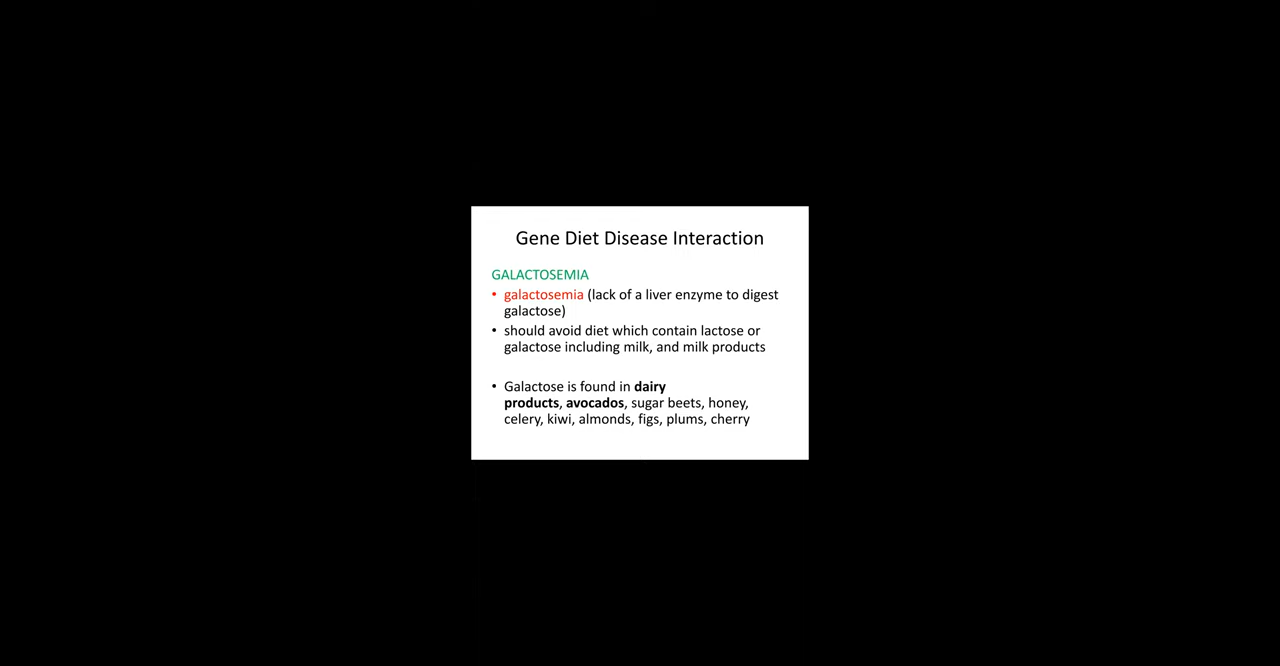 Gene Diet Disease Interaction
GALACTOSEMIA
• galactosemia (lack of a liver enzyme to digest
galactose)
• should avoid diet which contain lactose or
galactose including milk, and milk products
• Galactose is found in dairy
products, avocados, sugar beets, honey,
celery, kiwi, almonds, figs, plums, cherry